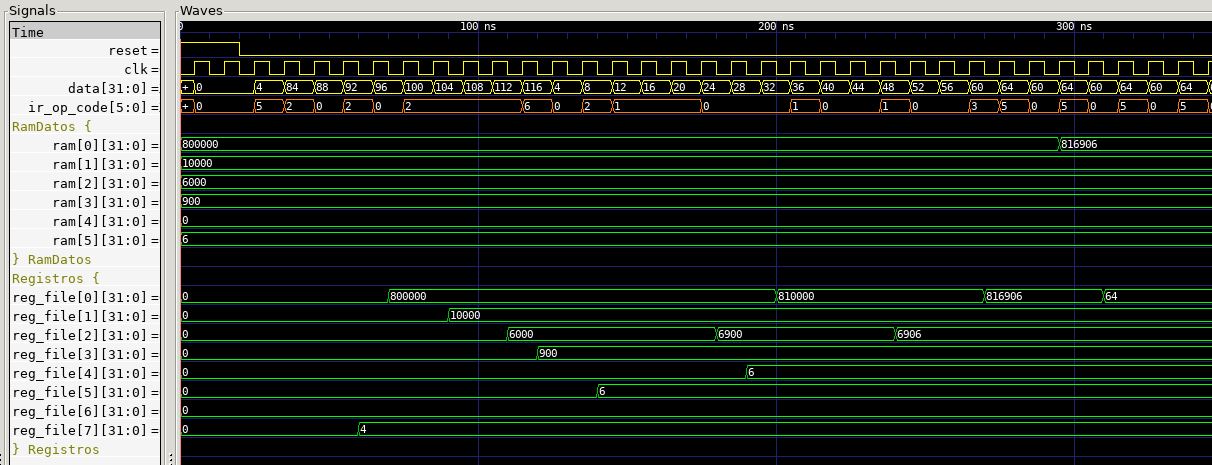 Signals
Waves
Time
0 100 ns 200 ns 300 ns
reset=
clk=
data[31:0]= + 0 4 84 88 92 96 100 104 108 112 116 4 8 12 16 20 24 28 32 36 40 44 48 52 56 60 64 60 64 60 64 60 64
ir_op_code[5:0]= + 0 5 2 0 2 0 2 6 0 2 1 0 1 0 1 0 3 5 0 5 0 5 0 5
RamDatos {
ram[0][31:0]= 800000 816906
ram[1][31:0]= 10000
ram[2][31:0]= 6000
ram[3][31:0]= 900
ram[4][31:0]= 0
ram[5][31:0]= 6
} RamDatos
Registros {
reg_file[0][31:0]= 0 800000 810000 816906 64
reg_file[1][31:0]= 0 10000
reg_file[2][31:0]= 0 6000 6900 6906
reg_file[3][31:0]= 0 900
reg_file[4][31:0]= 0 6
reg_file[5][31:0]= 0 6
reg_file[6][31:0]= 0
reg_file[7][31:0]= 0 4
} Registros